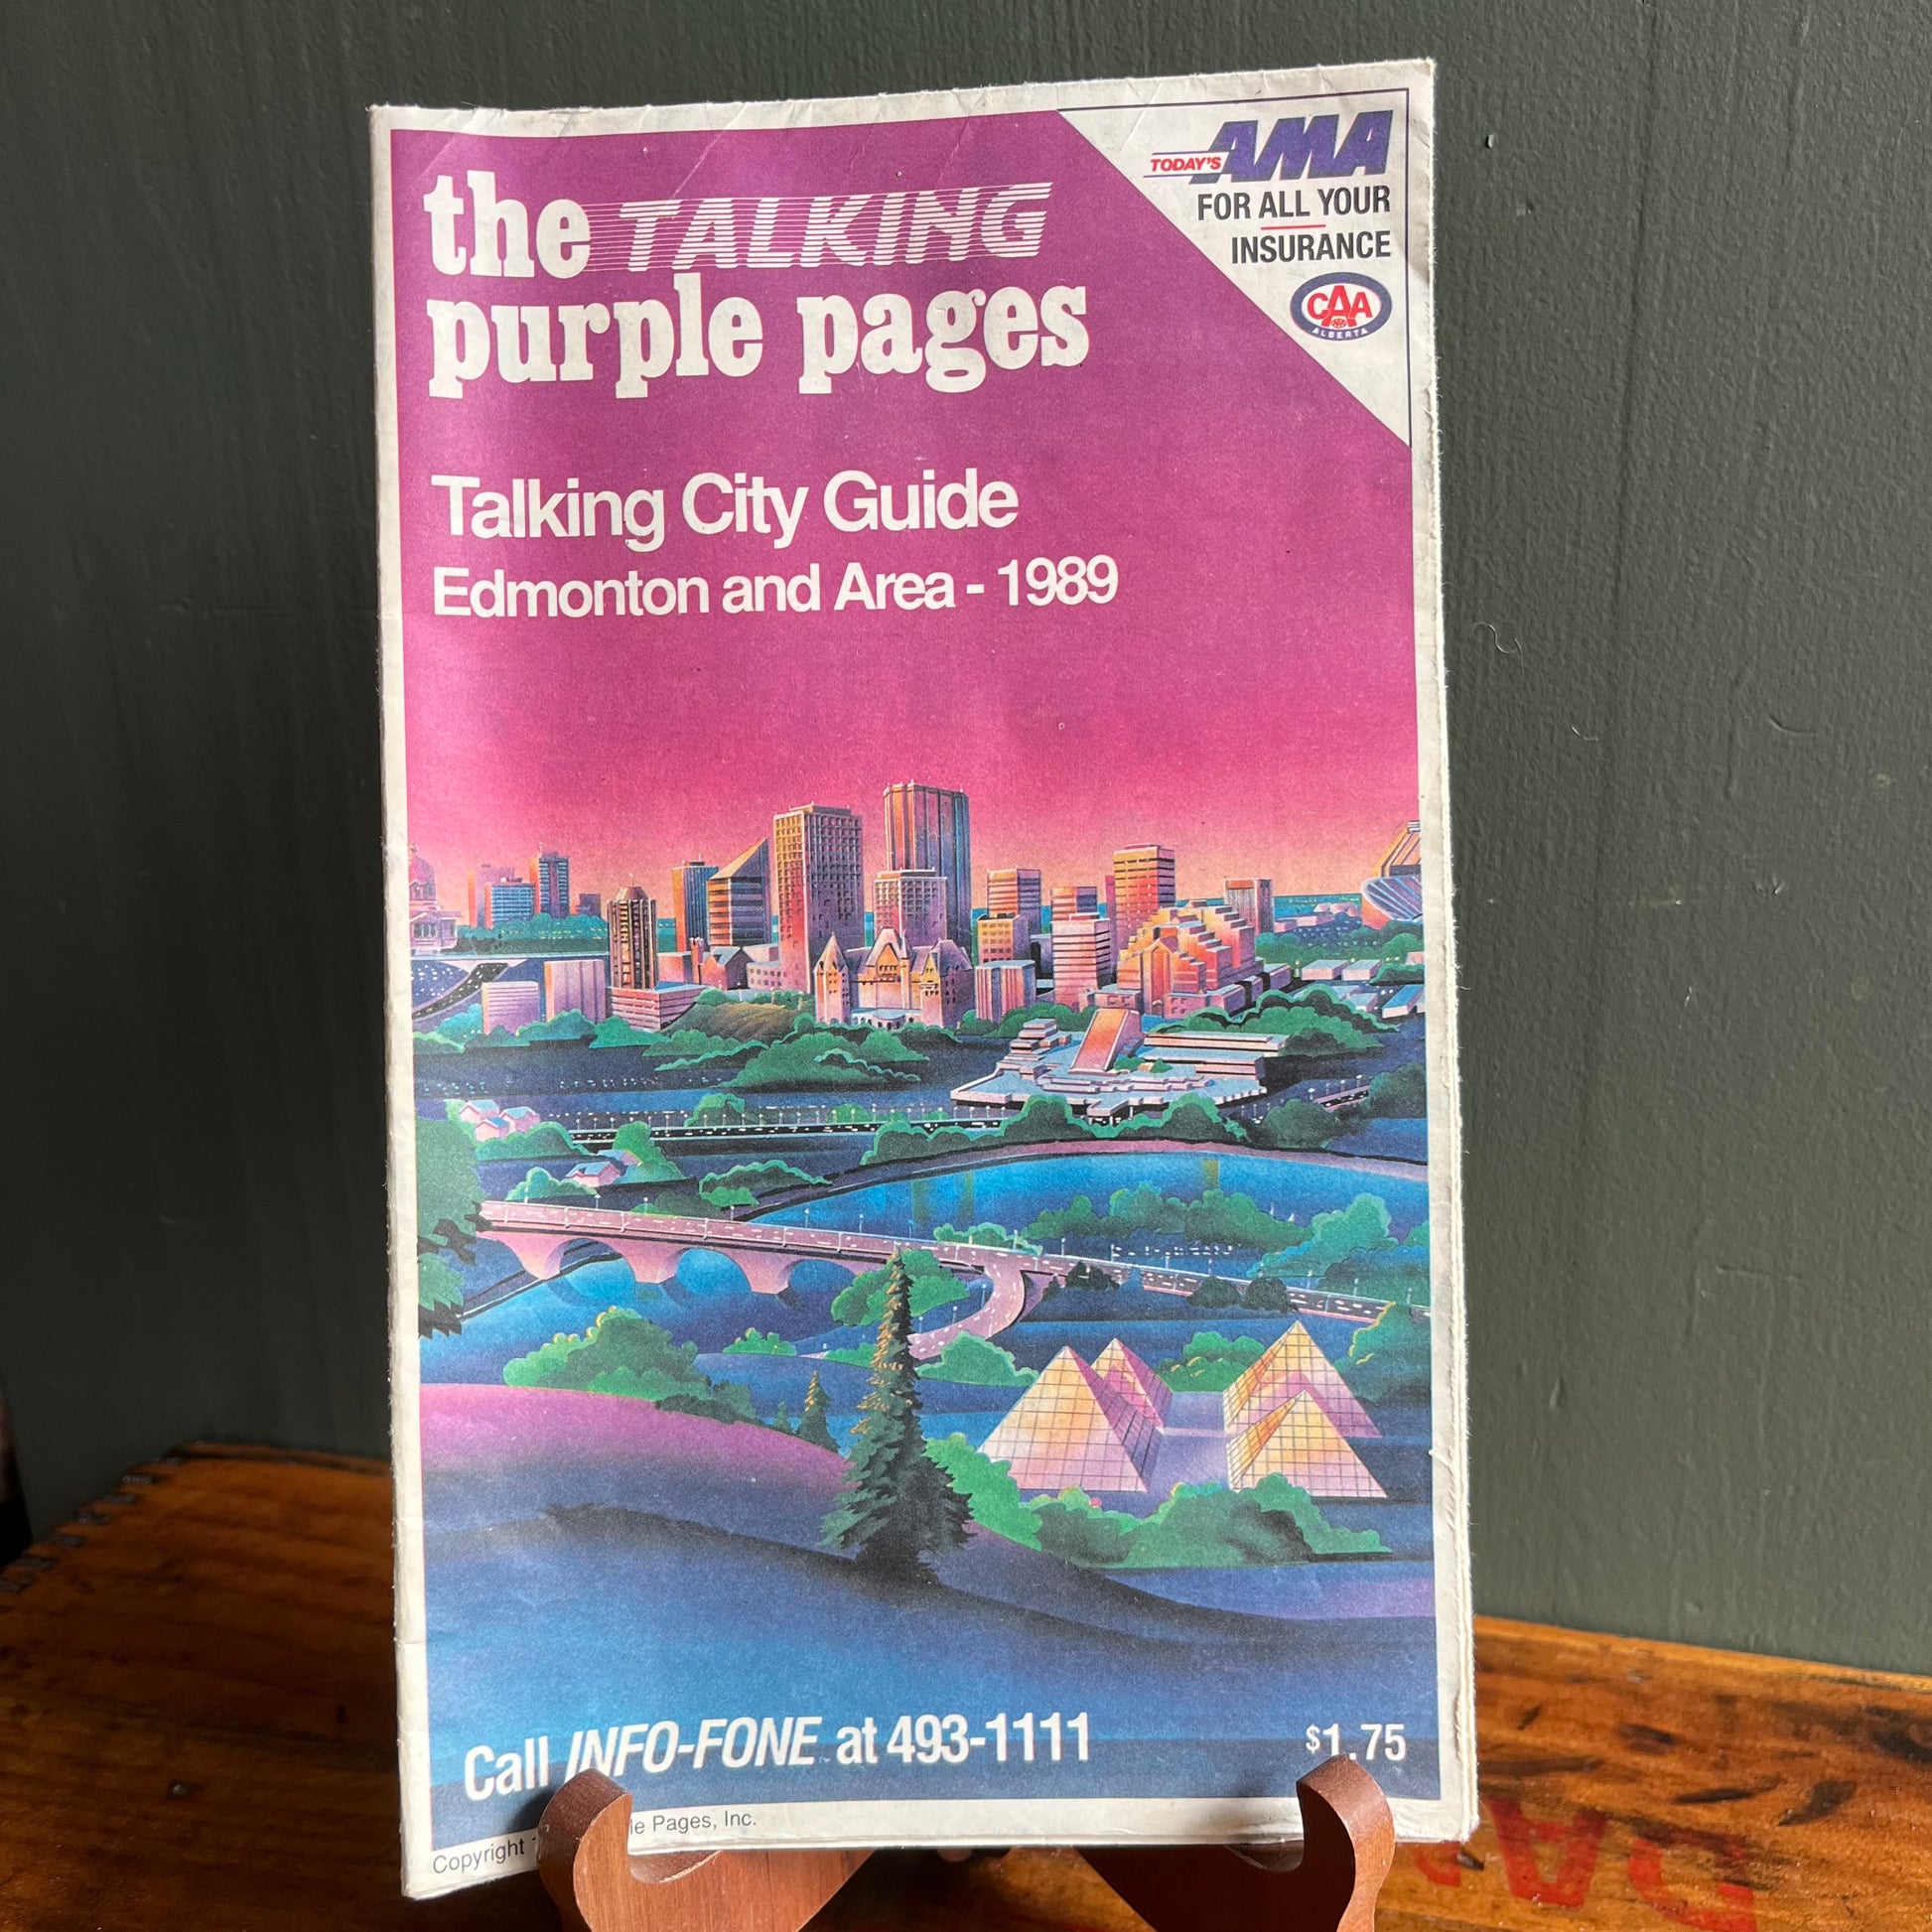 the TALKING
purple pages
TODAY'S AMA
FOR ALL YOUR
INSURANCE
CAA
ALBERTA
Talking City Guide
Edmonton and Area - 1989
Call INFO-FONE at 493-1111
$1.75
Copyright
Pages, Inc.